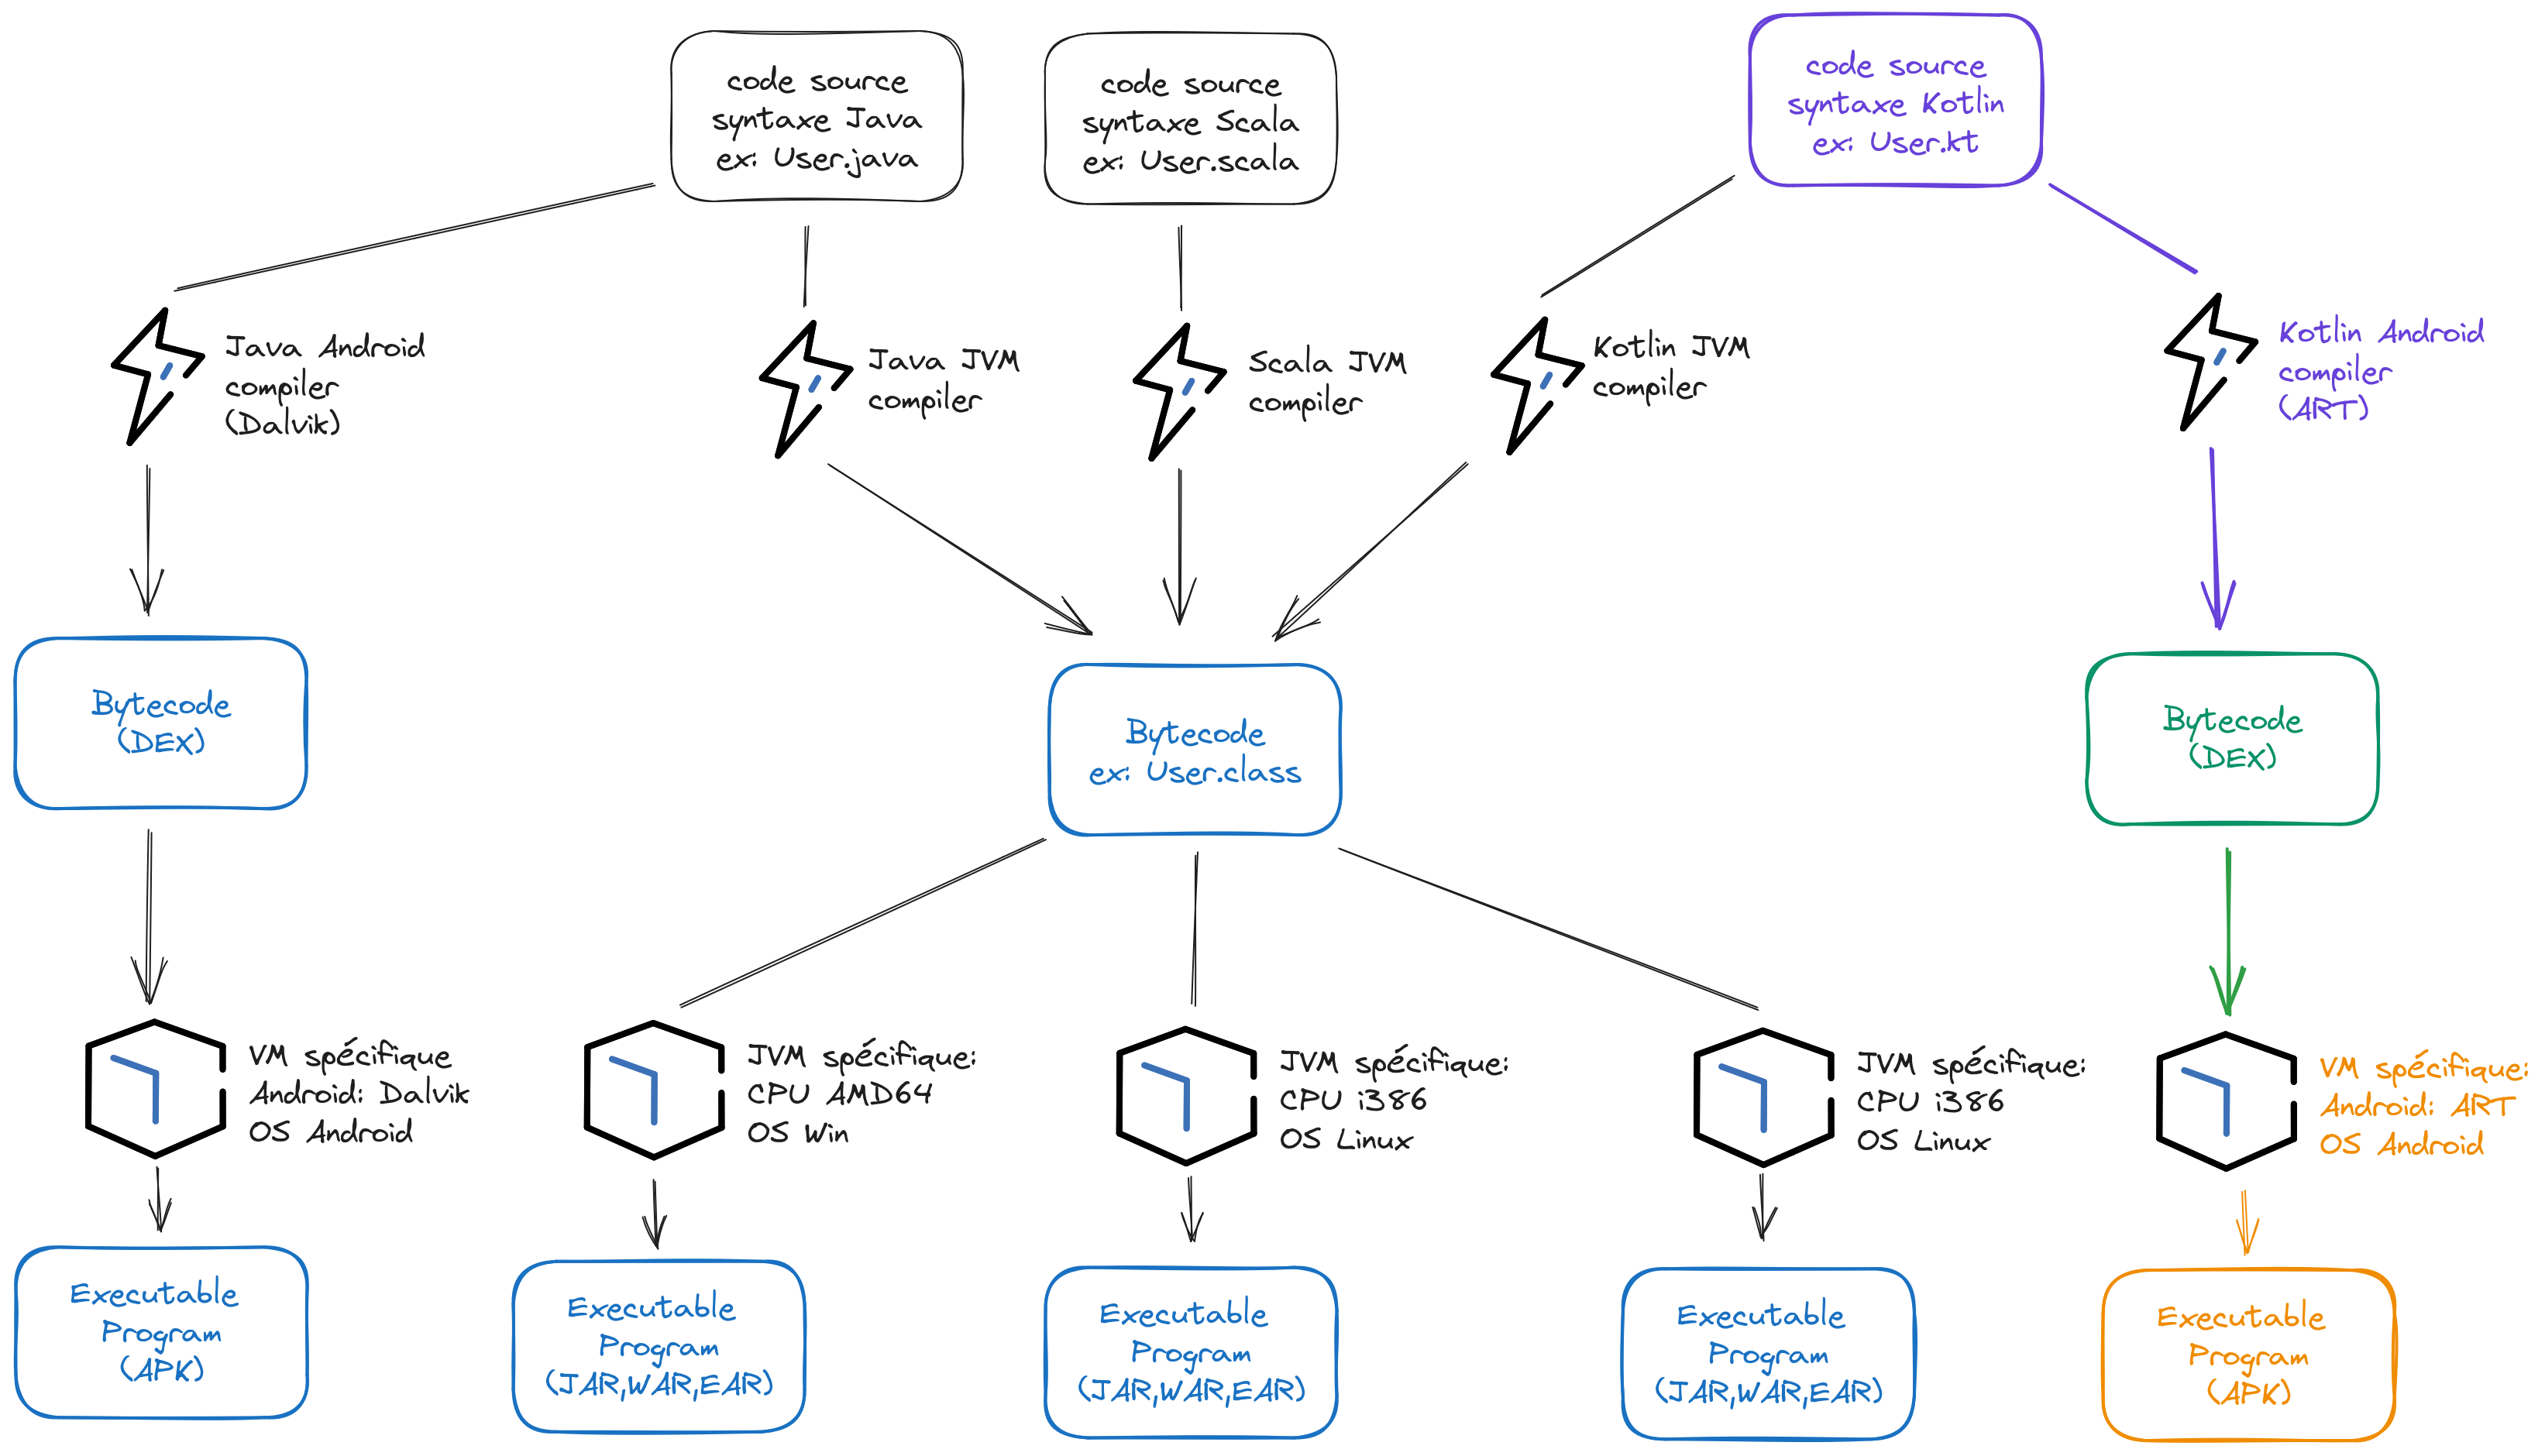 code source
syntaxe Java
ex: User.java
code source
syntaxe Scala
ex: User.scala
code source
syntaxe Kotlin
ex: User.kt
Java Android
compiler
(Dalvik)
Java JVM
compiler
Scala JVM
compiler
Kotlin JVM
compiler
Kotlin Android
compiler
(ART)
Bytecode
(DEX)
Bytecode
ex: User.class
Bytecode
(DEX)
VM spécifique
Android: Dalvik
OS Android
JVM spécifique:
CPU AMD64
OS Win
JVM spécifique:
CPU i386
OS Linux
JVM spécifique:
CPU i386
OS Linux
VM spécifique:
Android: ART
OS Android
Executable
Program
(APK)
Executable
Program
(JAR,WAR,EAR)
Executable
Program
(JAR,WAR,EAR)
Executable
Program
(JAR,WAR,EAR)
Executable
Program
(APK)